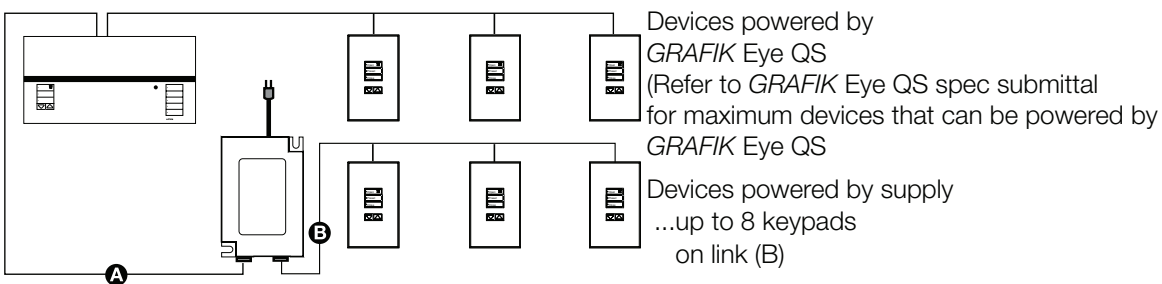 Devices powered by
GRAFIK Eye QS
(Refer to GRAFIK Eye QS spec submittal
for maximum devices that can be powered by
GRAFIK Eye QS
Devices powered by supply
...up to 8 keypads
on link (B)
B
A